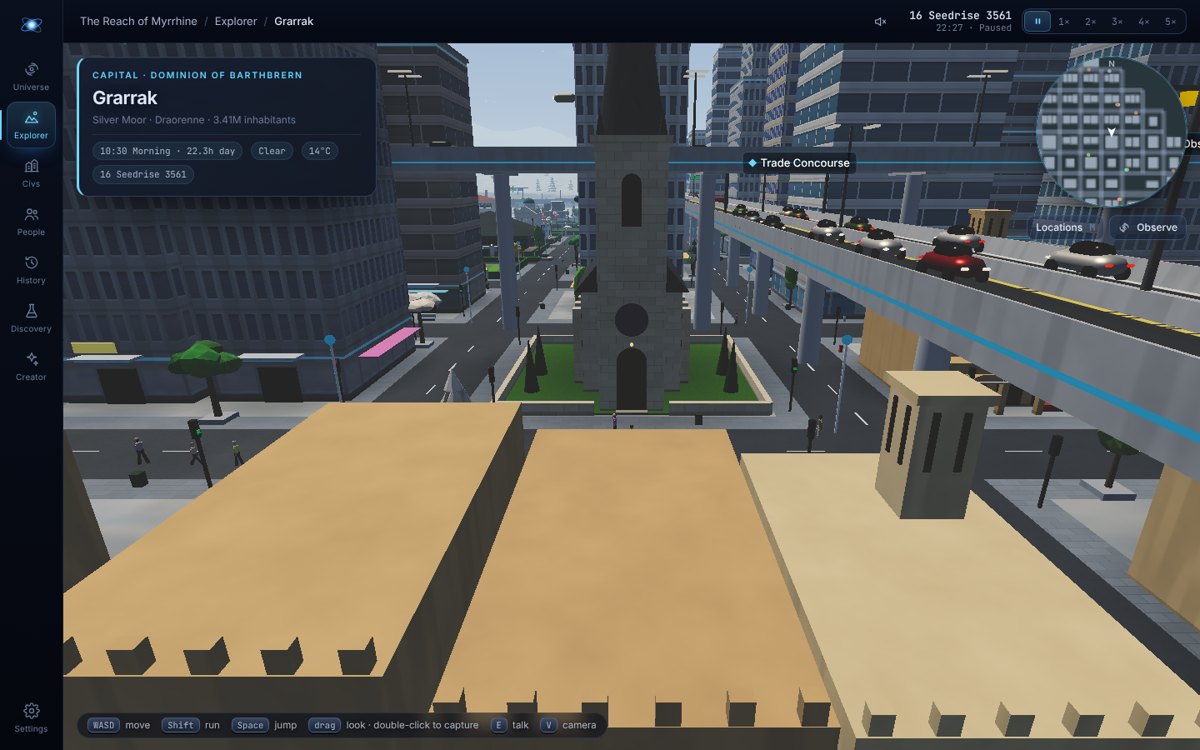 The Reach of Myrrhine / Explorer / Grarrak
16 Seedrise 3561
22:27 · Paused
1×
2×
3×
4×
5×
Universe
Explorer
Civs
People
History
Discovery
Creator
Settings
CAPITAL · DOMINION OF BARTHBRERN
Grarrak
Silver Moor · Draorenne · 3.41M inhabitants
10:30 Morning · 22.3h day
Clear
14°C
16 Seedrise 3561
Trade Concourse
N
Locations M
Observe
WASD move
Shift run
Space jump
drag look · double-click to capture
E talk
V camera